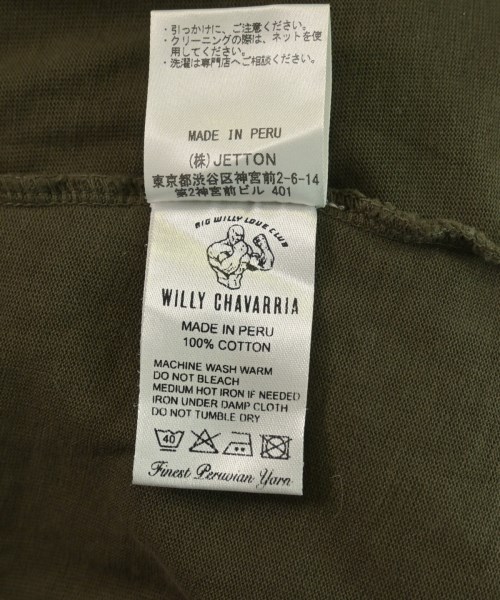 ・引っかけに、ご注意ください。
・クリーニングの際は、ネットを使
用してください。
・洗濯は専門店へご相談ください。
MADE IN PERU
(株)JETTON
東京都渋谷区神宮前2-6-14
第2神宮前ビル 401
BIG WILLY LOVE CLUB
WILLY CHAVARRIA
MADE IN PERU
100% COTTON
MACHINE WASH WARM
DO NOT BLEACH
MEDIUM HOT IRON IF NEEDED
IRON UNDER DAMP CLOTH
DO NOT TUMBLE DRY
40
Finest Peruvian Yarn